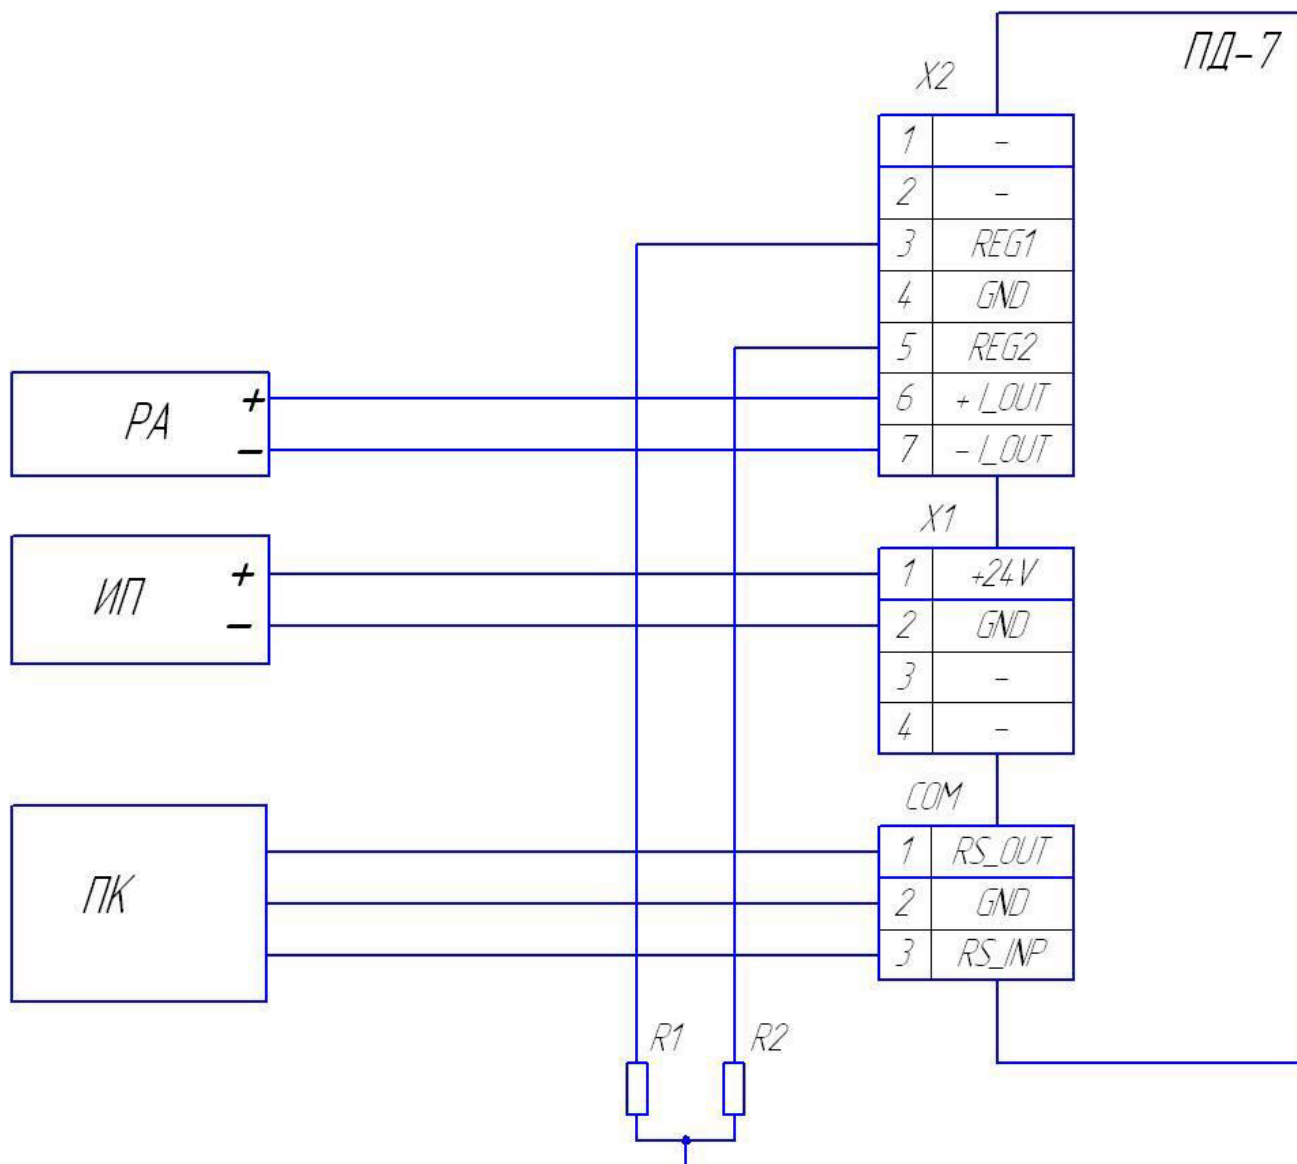 ПД-7
X2
1 -
2 -
3 REG1
4 GND
5 REG2
6 + I_OUT
7 - I_OUT
РА + -
X1
1 +24V
2 GND
3 -
4 -
ИП + -
COM
1 RS_OUT
2 GND
3 RS_INP
ПК
R1 R2